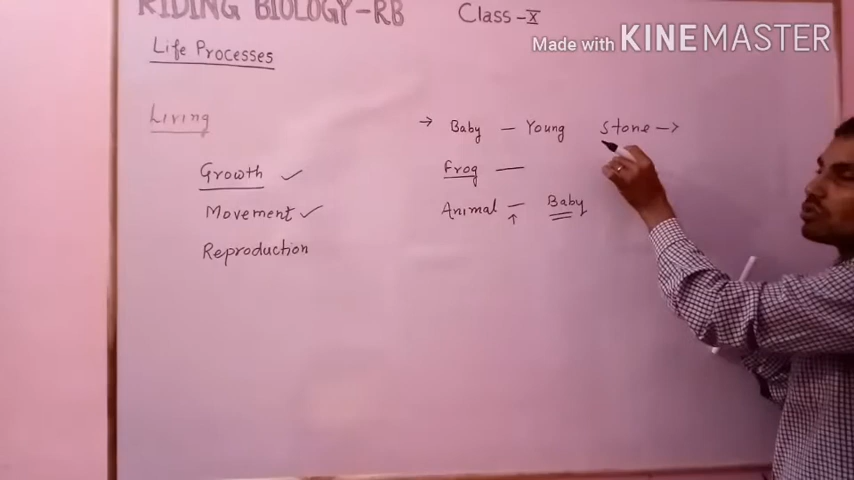 RIDING BIOLOGY-RB Class-X
Made with KINEMASTER
Life Processes
Living
→ Baby — Young Stone →
Growth ✓ Frog —
Movement ✓ Animal — Baby
↑
Reproduction